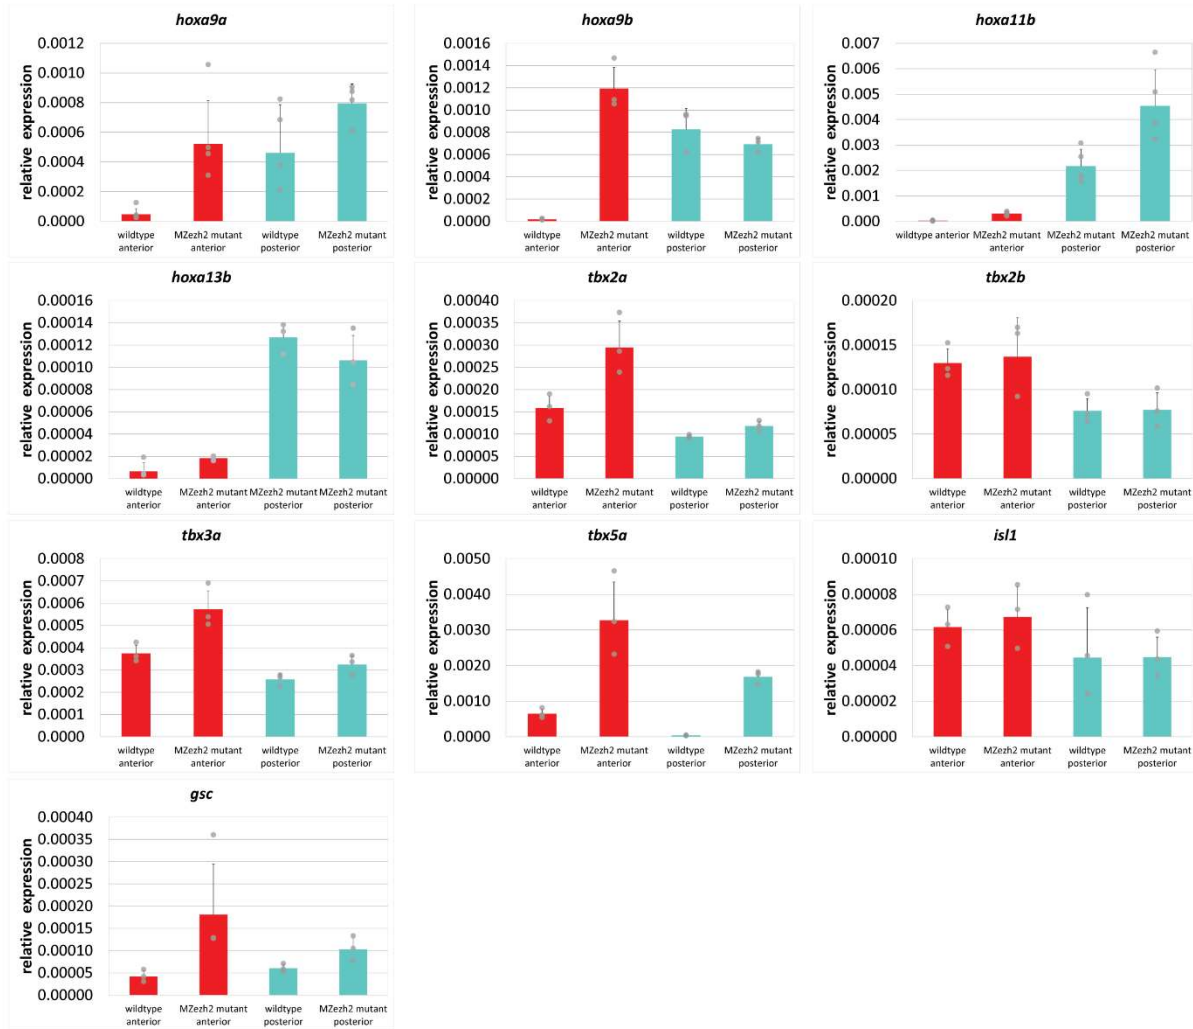 hoxa9a
relative expression
0.0012
0.0010
0.0008
0.0006
0.0004
0.0002
0.0000
wildtype anterior
MZezh2 mutant anterior
wildtype posterior
MZezh2 mutant posterior
hoxa9b
relative expression
0.0016
0.0014
0.0012
0.0010
0.0008
0.0006
0.0004
0.0002
0.0000
wildtype anterior
MZezh2 mutant anterior
wildtype posterior
MZezh2 mutant posterior
hoxa11b
relative expression
0.007
0.006
0.005
0.004
0.003
0.002
0.001
0.000
wildtype anterior
MZezh2 mutant anterior
MZezh2 mutant posterior
MZezh2 mutant posterior
hoxa13b
relative expression
0.00016
0.00014
0.00012
0.00010
0.00008
0.00006
0.00004
0.00002
0.00000
wildtype anterior
MZezh2 mutant anterior
MZezh2 mutant posterior
MZezh2 mutant posterior
tbx2a
relative expression
0.00040
0.00035
0.00030
0.00025
0.00020
0.00015
0.00010
0.00005
0.00000
wildtype anterior
MZezh2 mutant anterior
wildtype posterior
MZezh2 mutant posterior
tbx2b
relative expression
0.00020
0.00015
0.00010
0.00005
0.00000
wildtype anterior
MZezh2 mutant anterior
wildtype posterior
MZezh2 mutant posterior
tbx3a
relative expression
0.0008
0.0007
0.0006
0.0005
0.0004
0.0003
0.0002
0.0001
0.0000
wildtype anterior
MZezh2 mutant anterior
wildtype posterior
MZezh2 mutant posterior
tbx5a
relative expression
0.0050
0.0040
0.0030
0.0020
0.0010
0.0000
wildtype anterior
MZezh2 mutant anterior
wildtype posterior
MZezh2 mutant posterior
isl1
relative expression
0.00010
0.00008
0.00006
0.00004
0.00002
0.00000
wildtype anterior
MZezh2 mutant anterior
wildtype posterior
MZezh2 mutant posterior
gsc
relative expression
0.00040
0.00035
0.00030
0.00025
0.00020
0.00015
0.00010
0.00005
0.00000
wildtype anterior
MZezh2 mutant anterior
wildtype posterior
MZezh2 mutant posterior